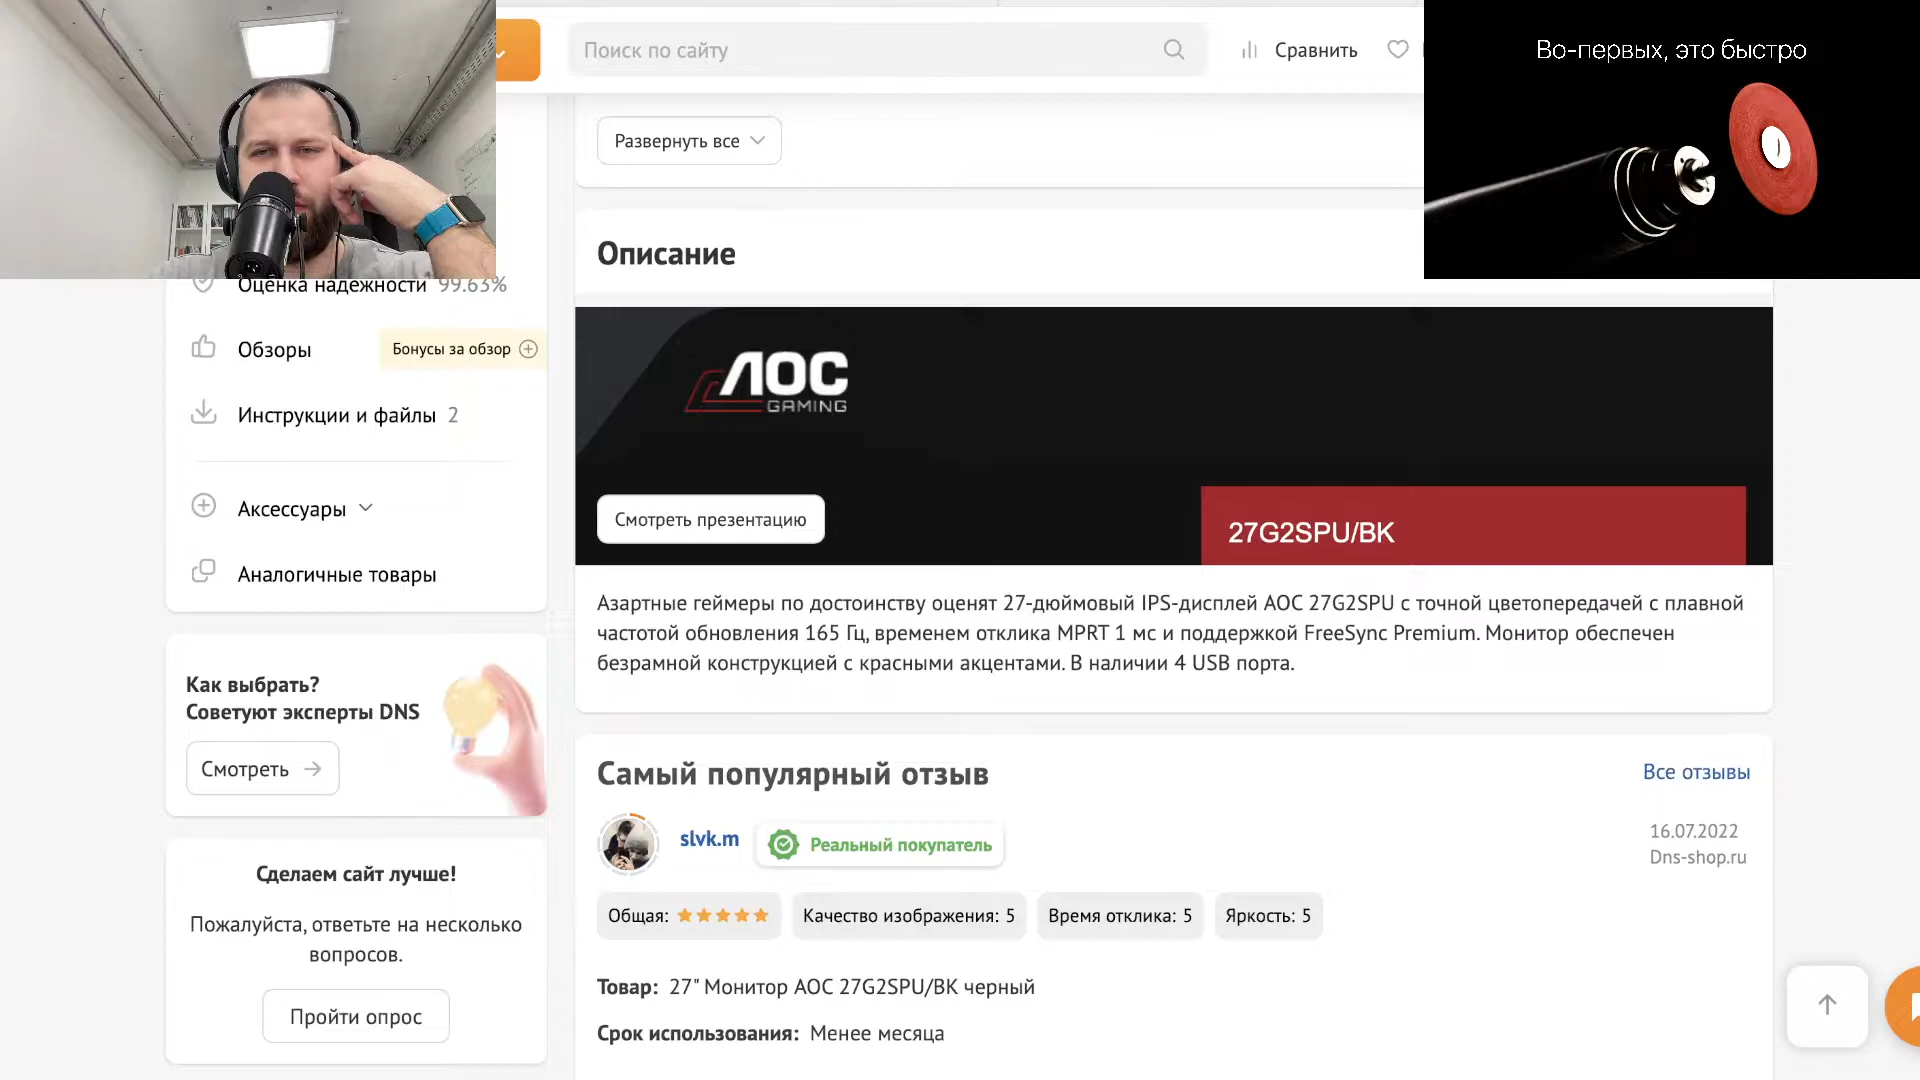 Поиск по сайту
Сравнить
Во-первых, это быстро
Развернуть все
Оценка надежности 99.63%
Обзоры
Бонусы за обзор
Инструкции и файлы 2
Аксессуары
Аналогичные товары
Как выбрать?
Советуют эксперты DNS
Смотреть
Сделаем сайт лучше!
Пожалуйста, ответьте на несколько
вопросов.
Пройти опрос
Описание
AOC
GAMING
Смотреть презентацию
27G2SPU/BK
Азартные геймеры по достоинству оценят 27-дюймовый IPS-дисплей AOC 27G2SPU с точной цветопередачей с плавной
частотой обновления 165 Гц, временем отклика MPRT 1 мс и поддержкой FreeSync Premium. Монитор обеспечен
безрамной конструкцией с красными акцентами. В наличии 4 USB порта.
Самый популярный отзыв
Все отзывы
slvk.m
Реальный покупатель
16.07.2022
Dns-shop.ru
Общая:
Качество изображения: 5
Время отклика: 5
Яркость: 5
Товар: 27" Монитор AOC 27G2SPU/BK черный
Срок использования: Менее месяца